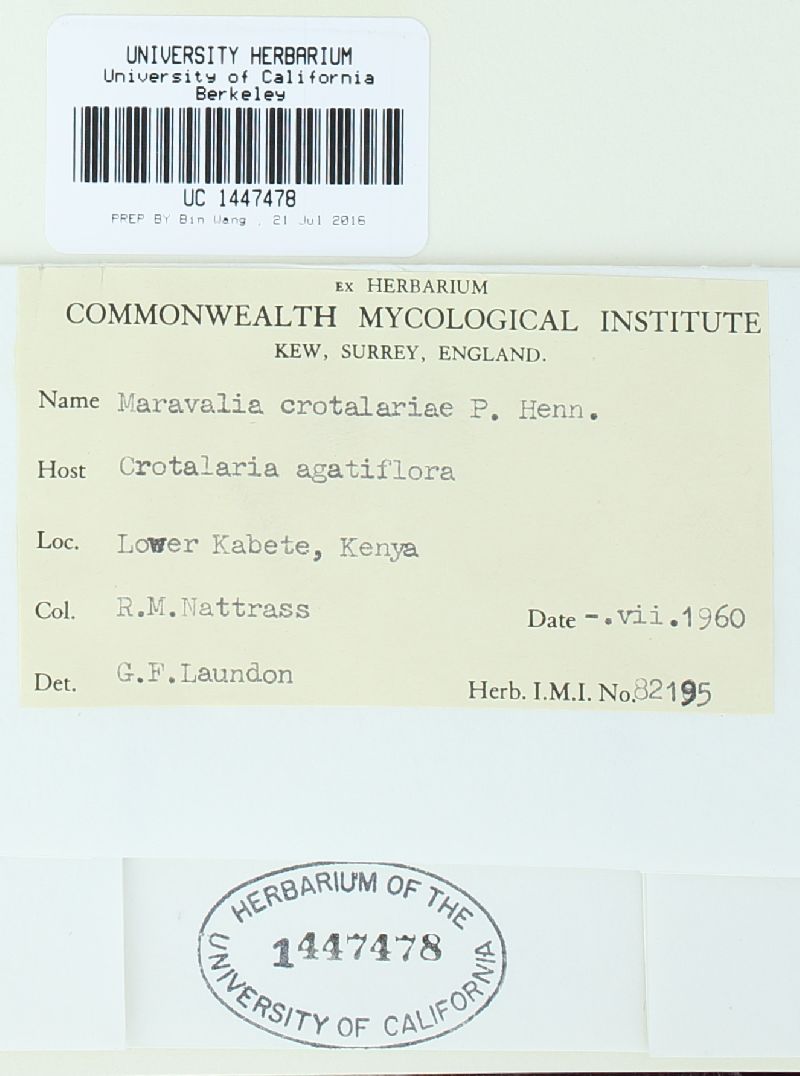 UNIVERSITY HERBARIUM
University of California
Berkeley
UC 1447478
PREP BY Bin Wang , 21 Jul 2016
EX HERBARIUM
COMMONWEALTH MYCOLOGICAL INSTITUTE
KEW, SURREY, ENGLAND.
Name Maravalia crotalariae P. Henn.
Host Crotalaria agatiflora
Loc. Lower Kabete, Kenya
Col. R.M.Nattrass Date -.vii.1960
Det. G.F.Laundon Herb. I.M.I. No.82195
HERBARIUM OF THE
1447478
UNIVERSITY OF CALIFORNIA